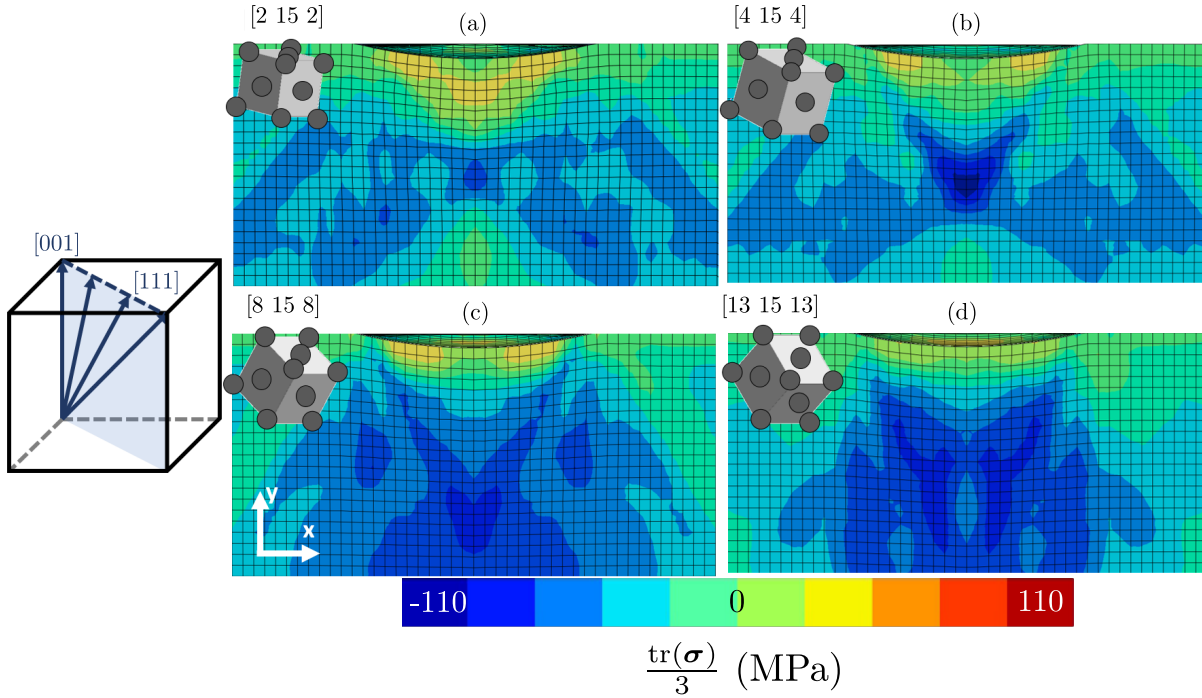 [2 15 2]
(a)
[4 15 4]
(b)
[001]
[111]
[8 15 8]
(c)
[13 15 13]
(d)
y
x
-110
0
110
tr(σ)
3
(MPa)